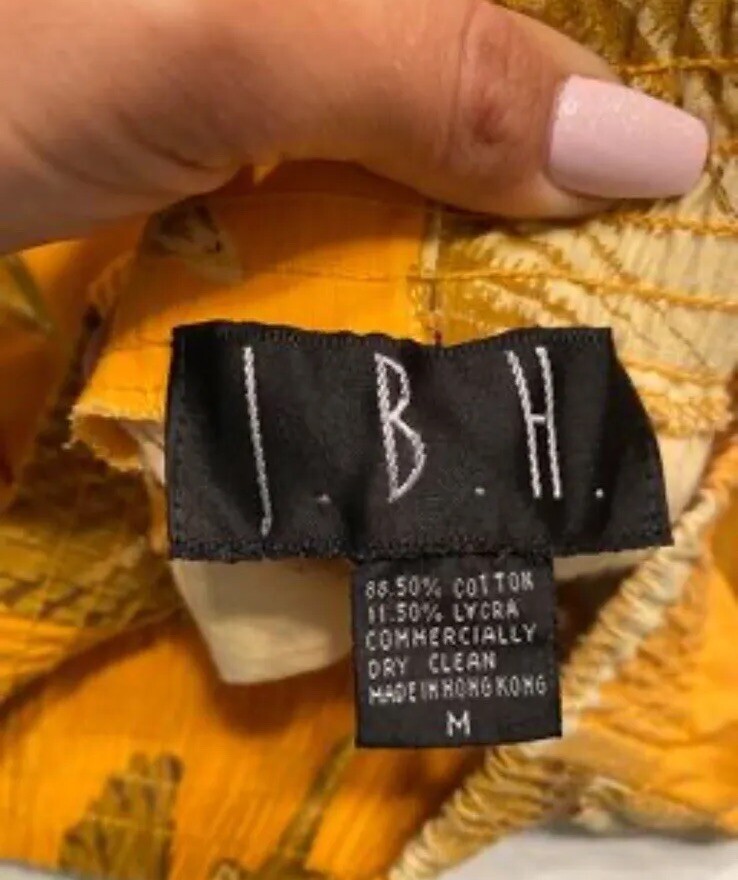 J.B.H.
88.50% COTTON
11.50% LYCRA
COMMERCIALLY
DRY CLEAN
MADE IN HONG KONG
M